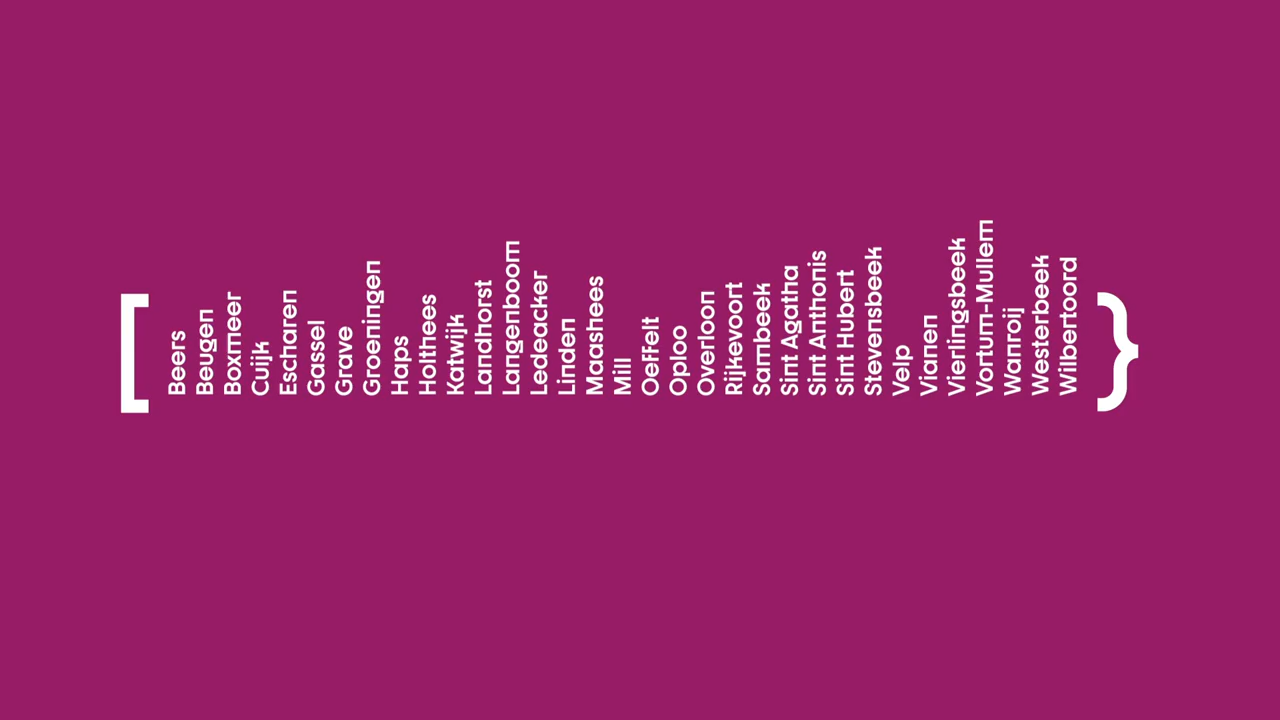 [
Beers
Beugen
Boxmeer
Cuijk
Escharen
Gassel
Grave
Groeningen
Haps
Holthees
Katwijk
Landhorst
Langenboom
Ledeacker
Linden
Maashees
Mill
Oeffelt
Oploo
Overloon
Rijkevoort
Sambeek
Sint Agatha
Sint Anthonis
Sint Hubert
Stevensbeek
Velp
Vianen
Vierlingsbeek
Vortum-Mullem
Wanroij
Westerbeek
Wilbertoord
}